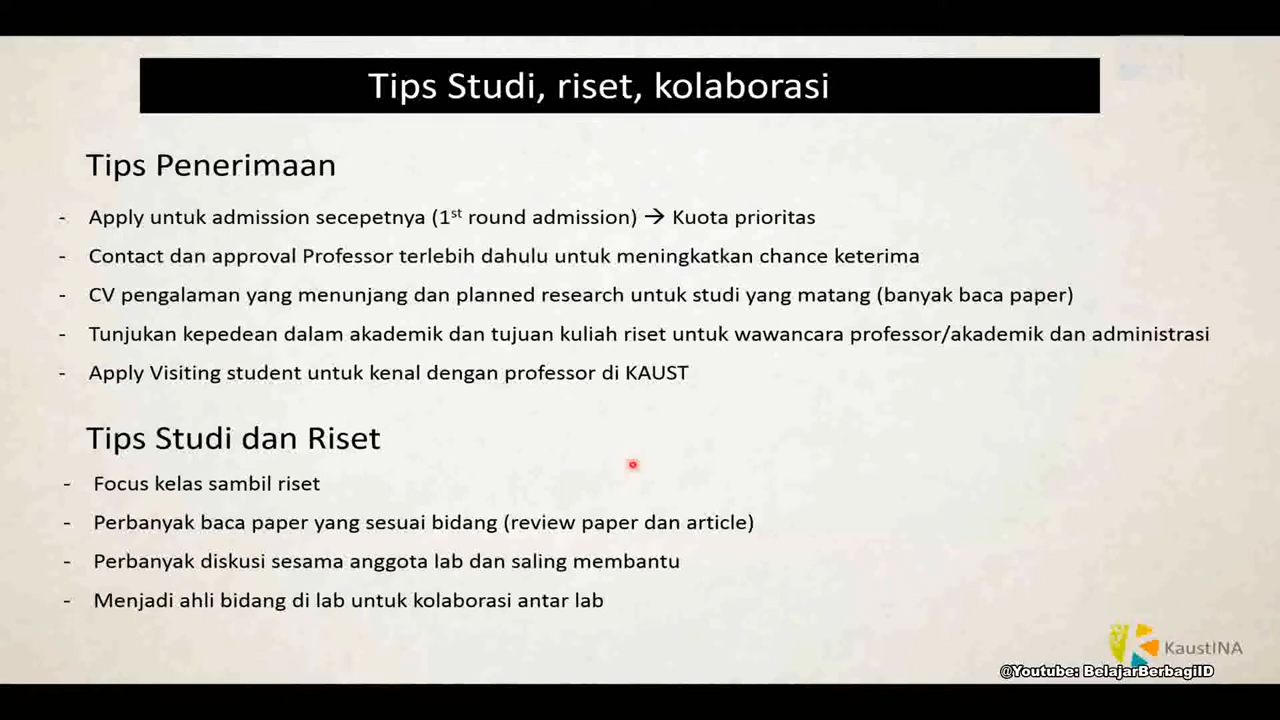 Tips Studi, riset, kolaborasi
Tips Penerimaan
- Apply untuk admission secepetnya (1st round admission) → Kuota prioritas
- Contact dan approval Professor terlebih dahulu untuk meningkatkan chance keterima
- CV pengalaman yang menunjang dan planned research untuk studi yang matang (banyak baca paper)
- Tunjukan kepedean dalam akademik dan tujuan kuliah riset untuk wawancara professor/akademik dan administrasi
- Apply Visiting student untuk kenal dengan professor di KAUST
Tips Studi dan Riset
- Focus kelas sambil riset
- Perbanyak baca paper yang sesuai bidang (review paper dan article)
- Perbanyak diskusi sesama anggota lab dan saling membantu
- Menjadi ahli bidang di lab untuk kolaborasi antar lab
KaustINA
@Youtube: BelajarBerbagiID